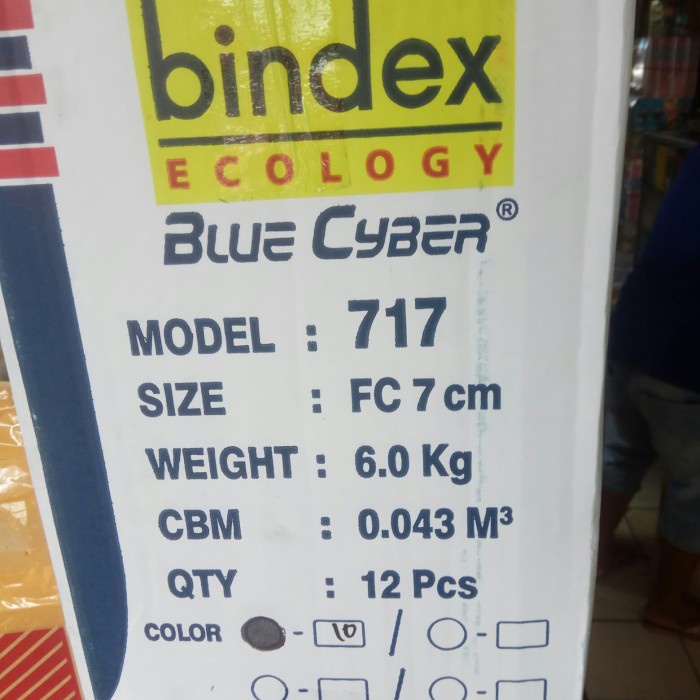 bindex
ECOLOGY
BLUE CYBER®
MODEL : 717
SIZE : FC 7 cm
WEIGHT : 6.0 Kg
CBM : 0.043 M³
QTY : 12 Pcs
COLOR - 10 / -
- -